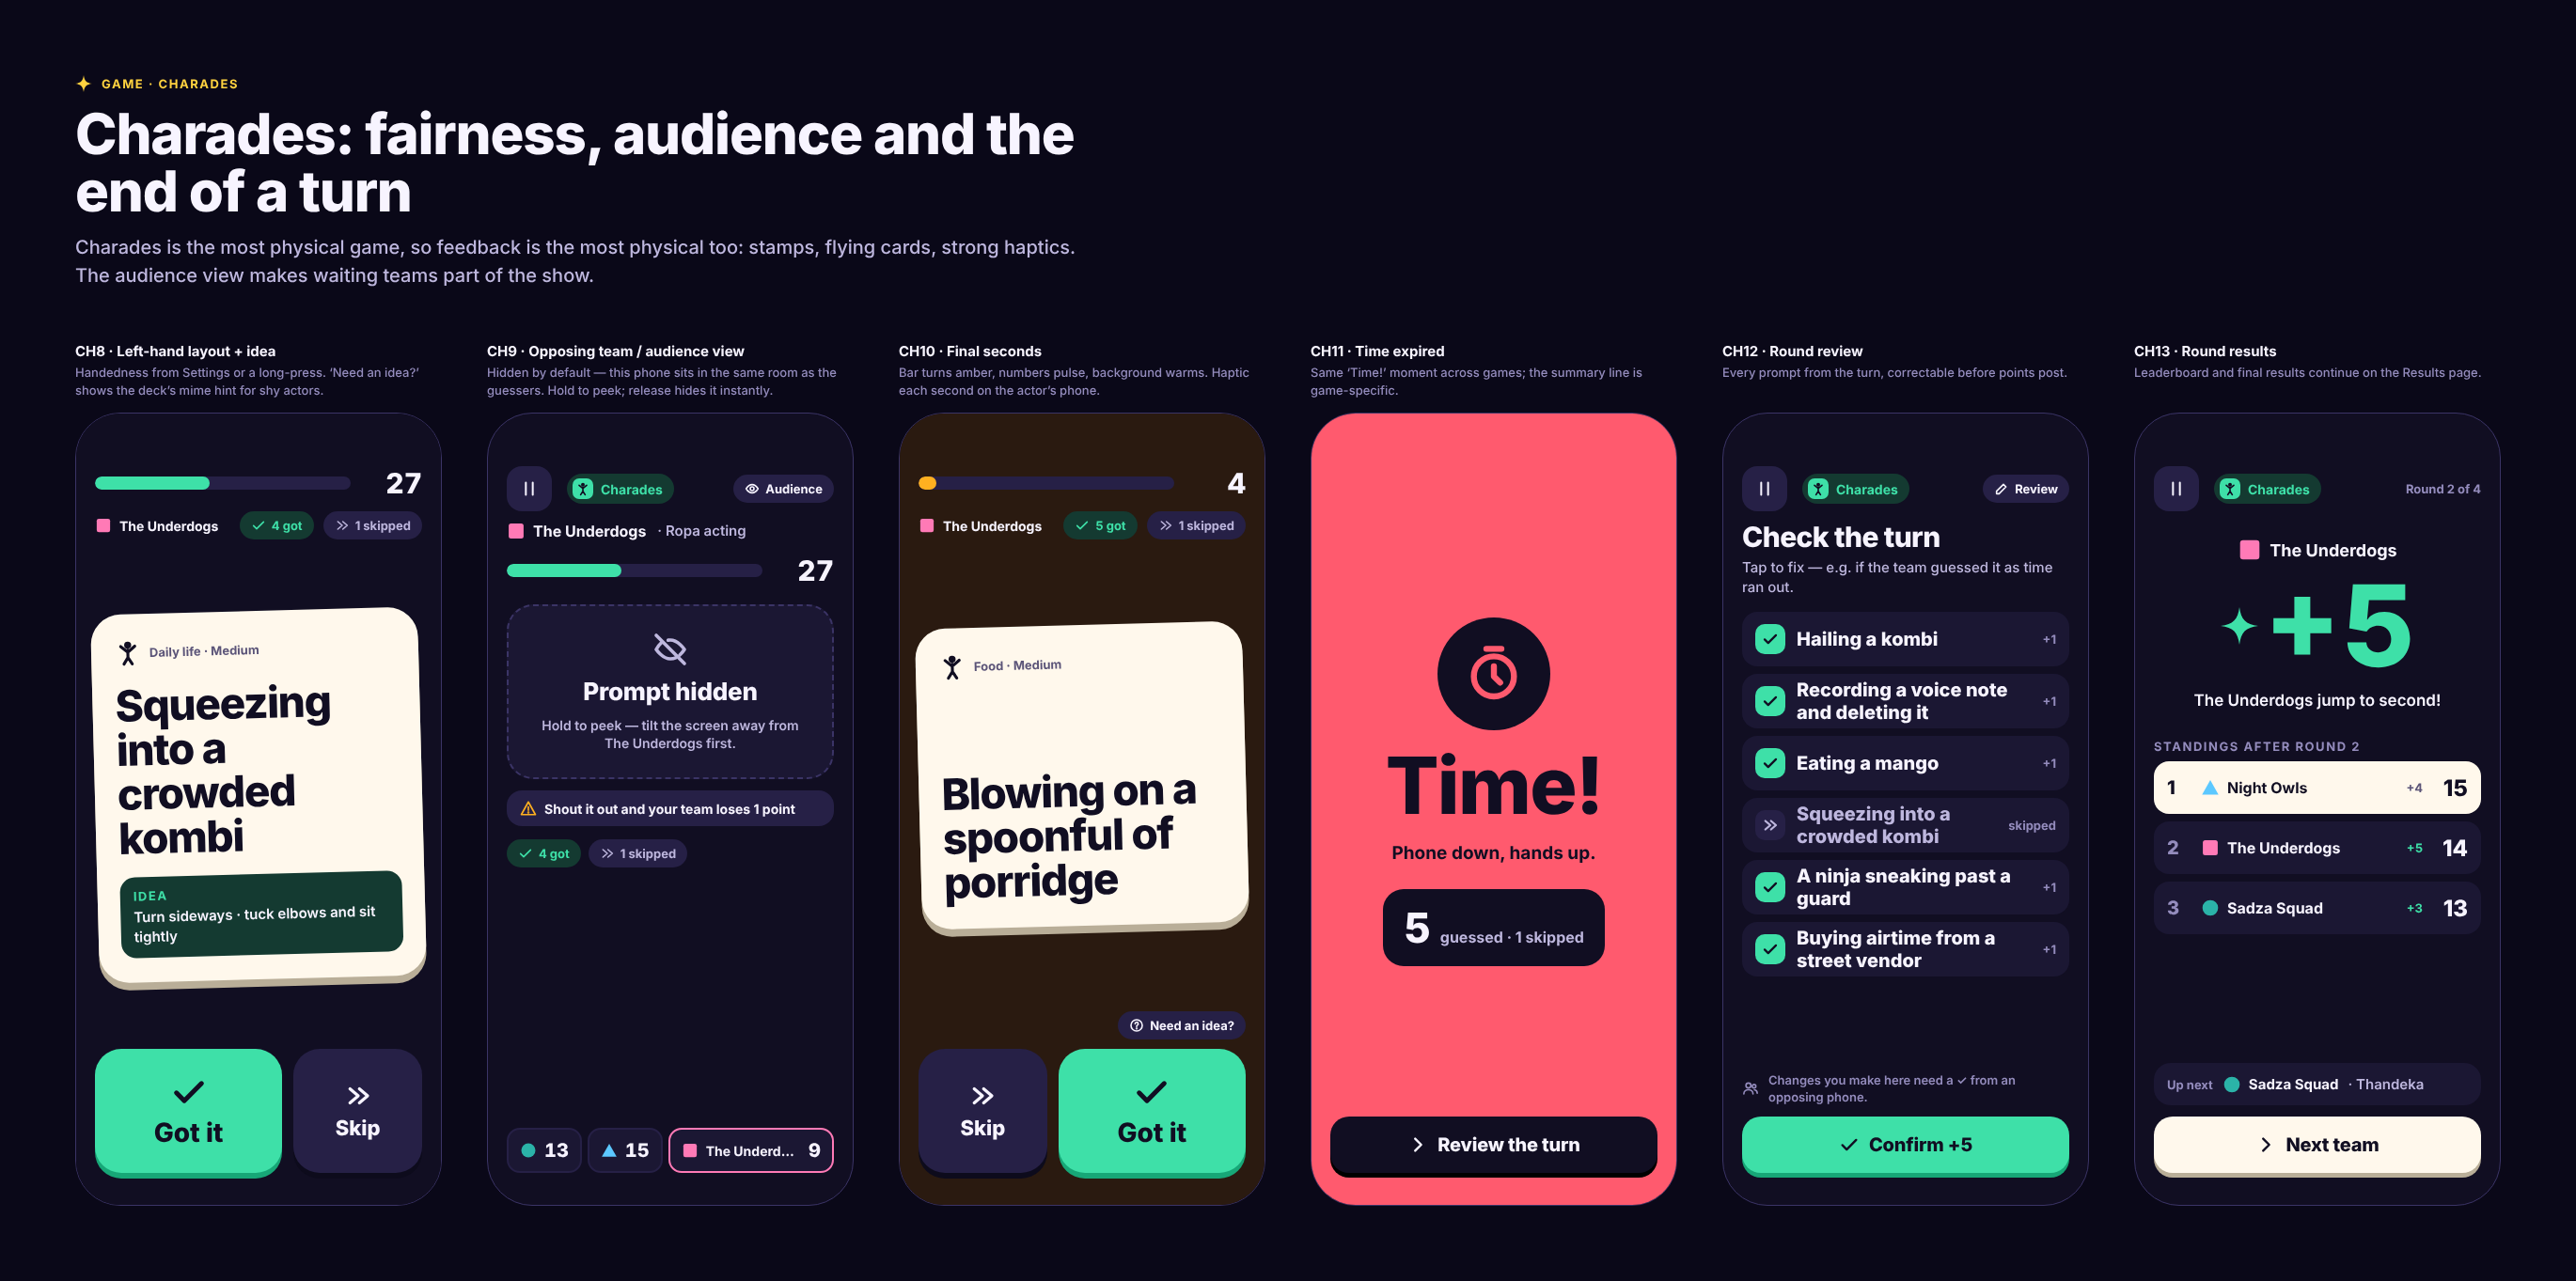 GAME · CHARADES
Charades: fairness, audience and the
end of a turn
Charades is the most physical game, so feedback is the most physical too: stamps, flying cards, strong haptics.
The audience view makes waiting teams part of the show.
CH8 · Left-hand layout + idea
Handedness from Settings or a long-press. ‘Need an idea?’
shows the deck’s mime hint for shy actors.
27
The Underdogs
4 got
1 skipped
Daily life · Medium
Squeezing
into a
crowded
kombi
IDEA
Turn sideways · tuck elbows and sit
tightly
Got it
Skip
CH9 · Opposing team / audience view
Hidden by default — this phone sits in the same room as the
guessers. Hold to peek; release hides it instantly.
Charades
Audience
The Underdogs · Ropa acting
27
Prompt hidden
Hold to peek — tilt the screen away from
The Underdogs first.
Shout it out and your team loses 1 point
4 got
1 skipped
13
15
The Underd... 9
CH10 · Final seconds
Bar turns amber, numbers pulse, background warms. Haptic
each second on the actor’s phone.
4
The Underdogs
5 got
1 skipped
Food · Medium
Blowing on a
spoonful of
porridge
Need an idea?
Skip
Got it
CH11 · Time expired
Same ‘Time!’ moment across games; the summary line is
game-specific.
Time!
Phone down, hands up.
5 guessed · 1 skipped
Review the turn
CH12 · Round review
Every prompt from the turn, correctable before points post.
Charades
Review
Check the turn
Tap to fix — e.g. if the team guessed it as time
ran out.
Hailing a kombi +1
Recording a voice note
and deleting it +1
Eating a mango +1
Squeezing into a
crowded kombi skipped
A ninja sneaking past a
guard +1
Buying airtime from a
street vendor +1
Changes you make here need a ✓ from an
opposing phone.
Confirm +5
CH13 · Round results
Leaderboard and final results continue on the Results page.
Charades
Round 2 of 4
The Underdogs
+5
The Underdogs jump to second!
STANDINGS AFTER ROUND 2
1 Night Owls +4 15
2 The Underdogs +5 14
3 Sadza Squad +3 13
Up next Sadza Squad · Thandeka
Next team